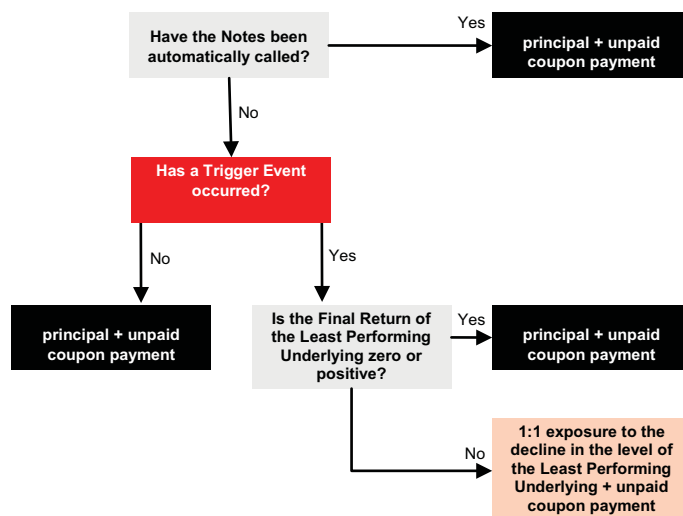 Have the Notes been
automatically called?
Yes
principal + unpaid
coupon payment
No
Has a Trigger Event
occurred?
No
Yes
principal + unpaid
coupon payment
Is the Final Return of
the Least Performing
Underlying zero or
positive?
Yes
principal + unpaid
coupon payment
No
1:1 exposure to the
decline in the level of
the Least Performing
Underlying + unpaid
coupon payment